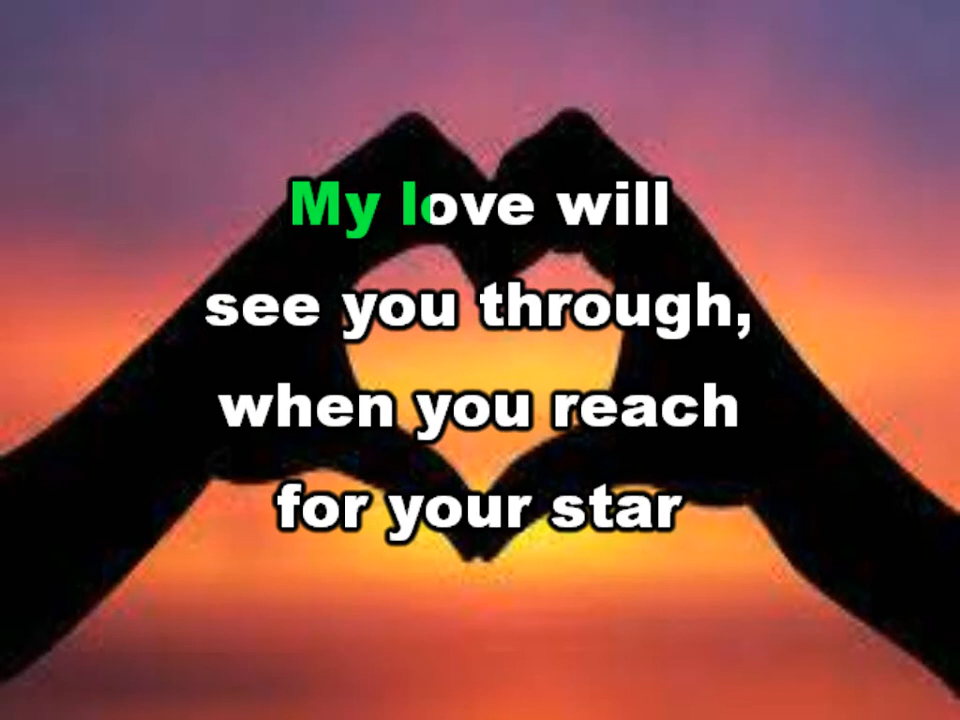 My love will
see you through,
when you reach
for your star